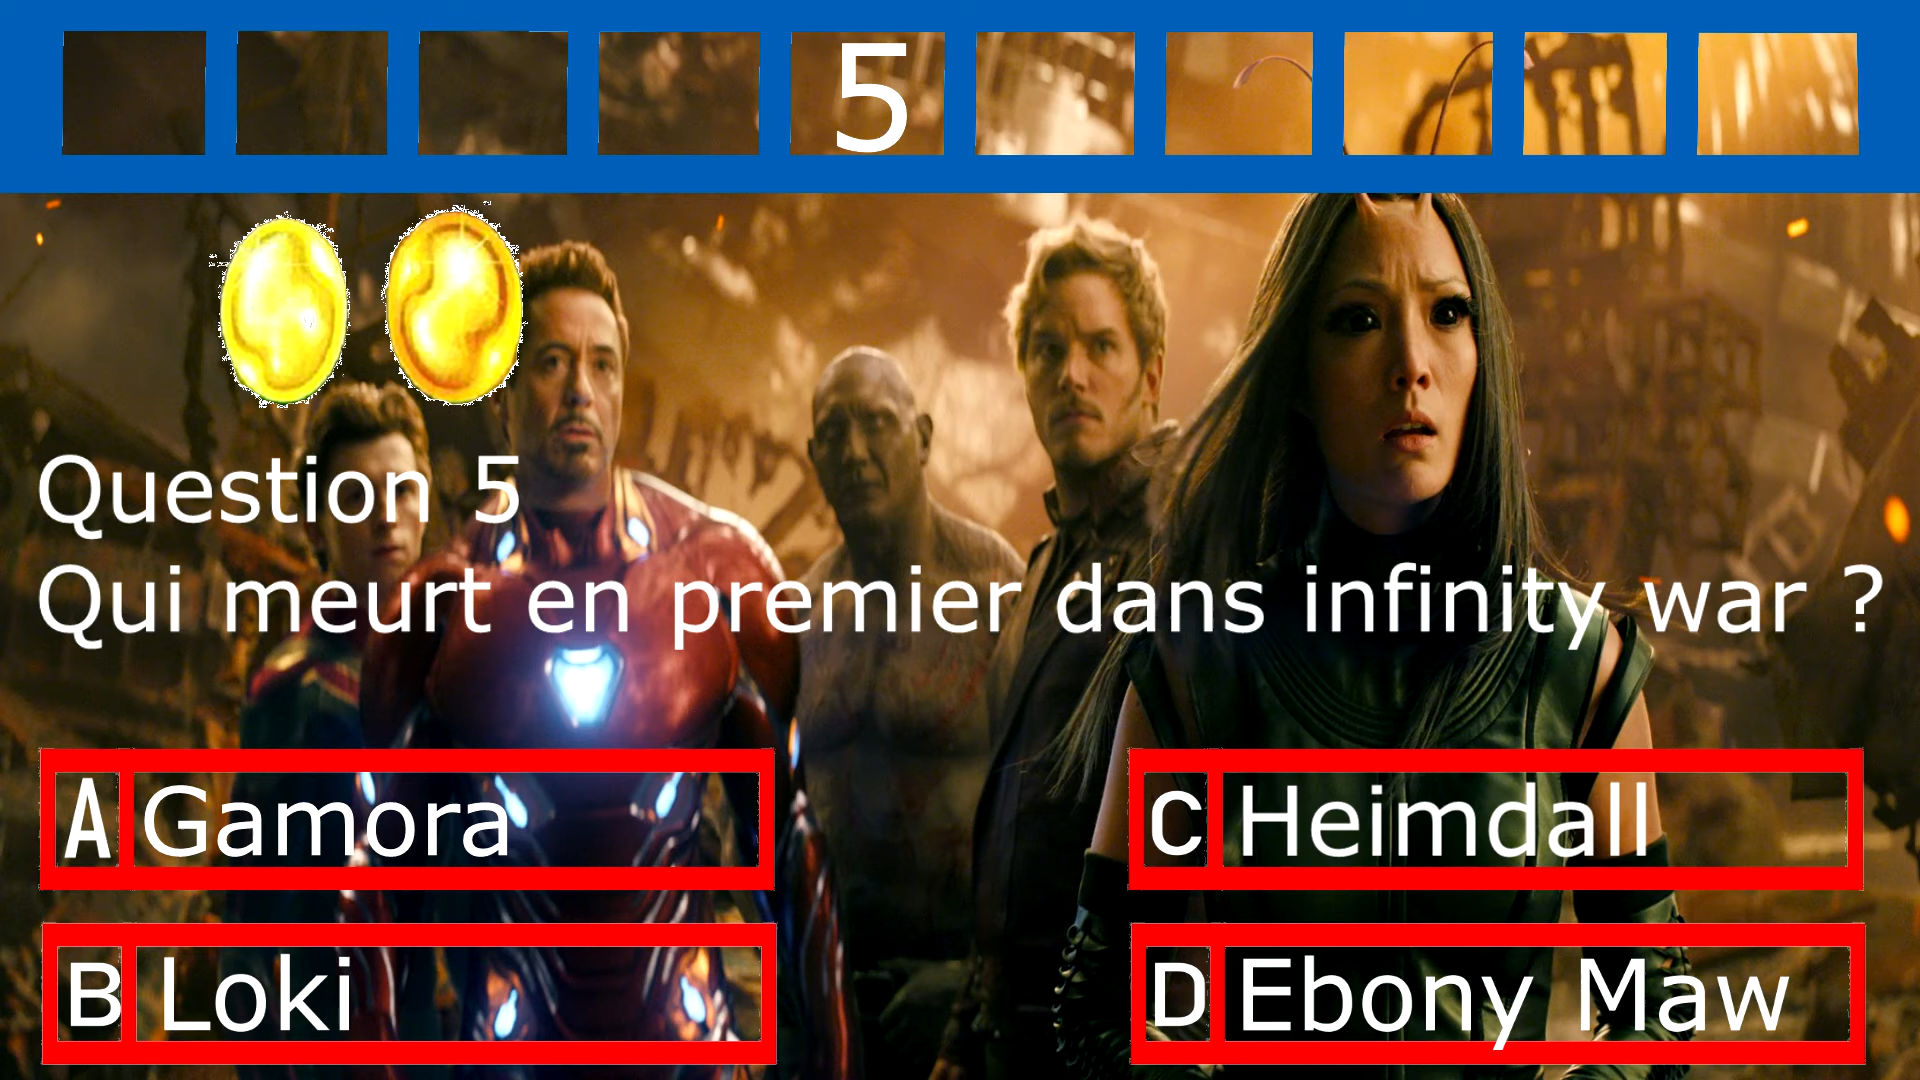 5
Question 5
Qui meurt en premier dans infinity war ?
A Gamora
C Heimdall
B Loki
D Ebony Maw